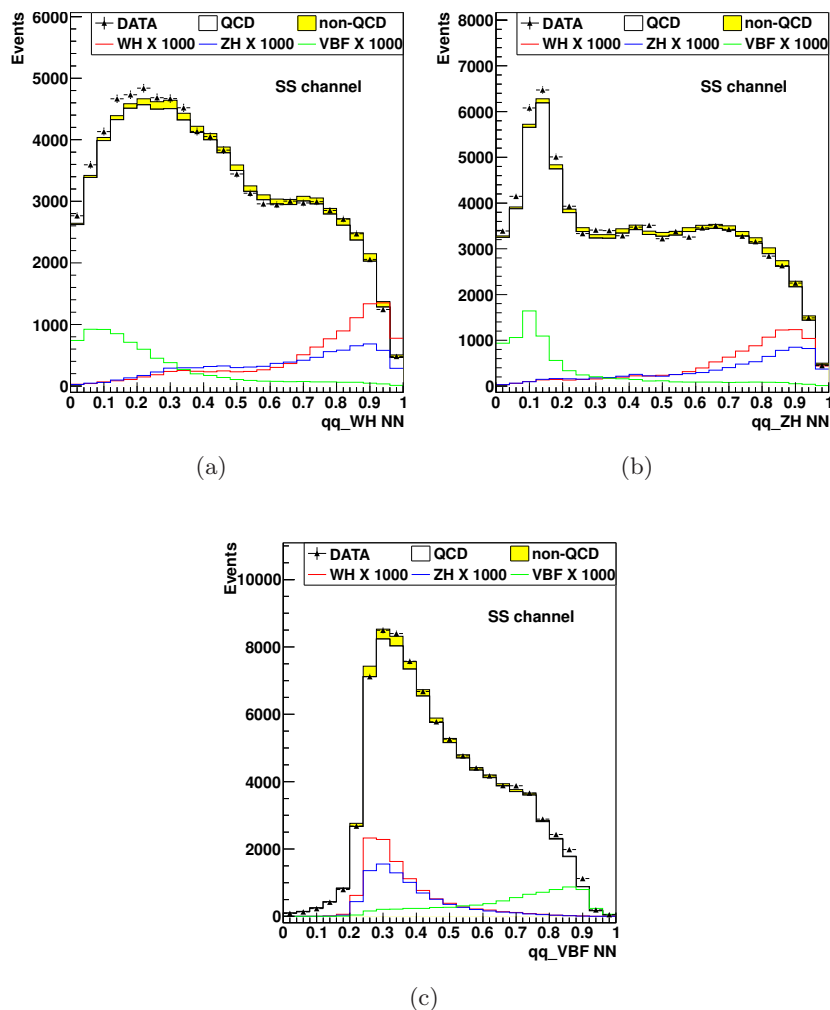 DATA QCD non-QCD
WH X 1000 ZH X 1000 VBF X 1000
SS channel
Events
6000
5000
4000
3000
2000
1000
0
0 0.1 0.2 0.3 0.4 0.5 0.6 0.7 0.8 0.9 1
qq_WH NN
(a)
DATA QCD non-QCD
WH X 1000 ZH X 1000 VBF X 1000
SS channel
Events
8000
7000
6000
5000
4000
3000
2000
1000
0
0 0.1 0.2 0.3 0.4 0.5 0.6 0.7 0.8 0.9 1
qq_ZH NN
(b)
DATA QCD non-QCD
WH X 1000 ZH X 1000 VBF X 1000
SS channel
Events
10000
8000
6000
4000
2000
0
0 0.1 0.2 0.3 0.4 0.5 0.6 0.7 0.8 0.9 1
qq_VBF NN
(c)